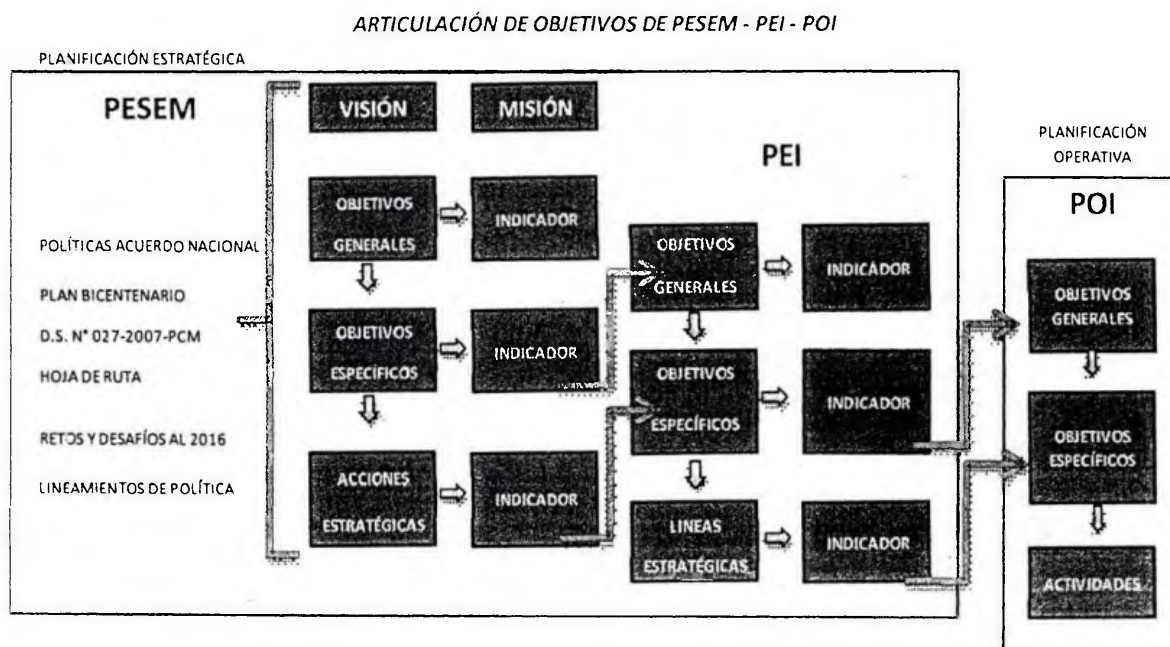 ARTICULACIÓN DE OBJETIVOS DE PESEM - PEI - POI
PLANIFICACIÓN ESTRATÉGICA
PESEM
POLÍTICAS ACUERDO NACIONAL
PLAN BICENTENARIO
D.S. N° 027-2007-PCM
HOJA DE RUTA
RETOS Y DESAFÍOS AL 2016
LINEAMIENTOS DE POLÍTICA
VISIÓN
MISIÓN
OBJETIVOS
GENERALES
INDICADOR
OBJETIVOS
ESPECÍFICOS
INDICADOR
ACCIONES
ESTRATÉGICAS
INDICADOR
PEI
OBJETIVOS
GENERALES
INDICADOR
OBJETIVOS
ESPECÍFICOS
INDICADOR
LINEAS
ESTRATÉGICAS
INDICADOR
PLANIFICACIÓN
OPERATIVA
POI
OBJETIVOS
GENERALES
OBJETIVOS
ESPECÍFICOS
ACTIVIDADES